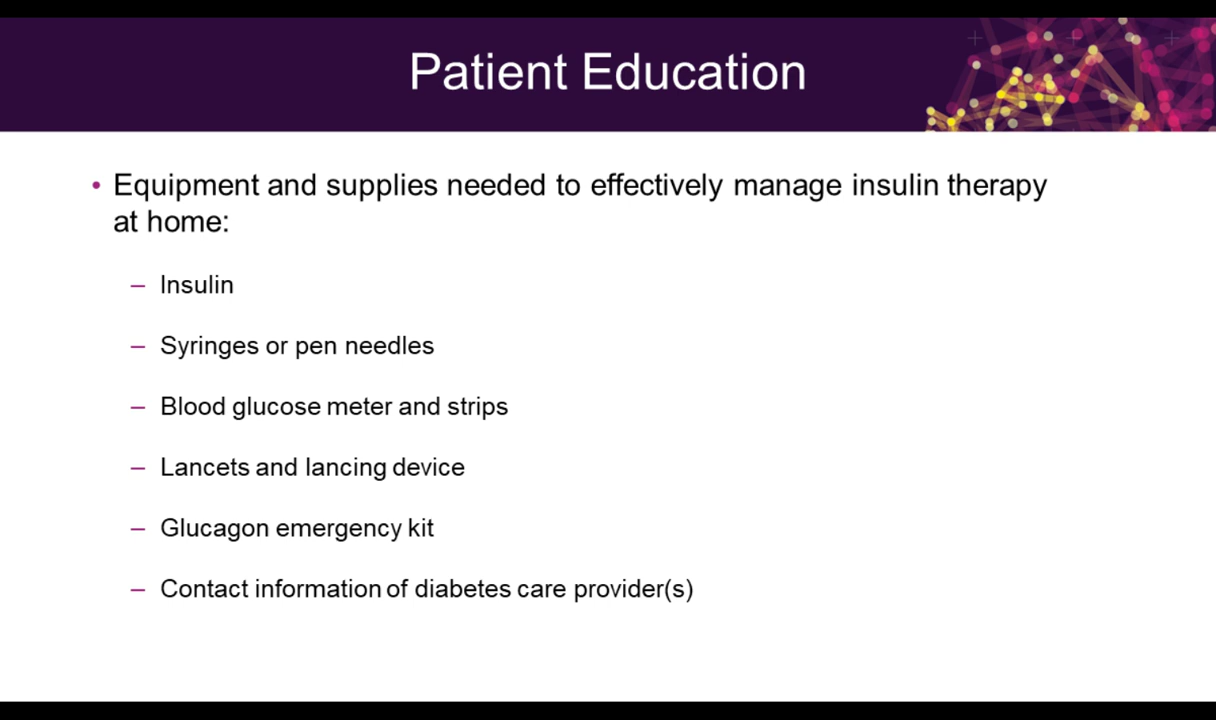 Patient Education
• Equipment and supplies needed to effectively manage insulin therapy
at home:
– Insulin
– Syringes or pen needles
– Blood glucose meter and strips
– Lancets and lancing device
– Glucagon emergency kit
– Contact information of diabetes care provider(s)